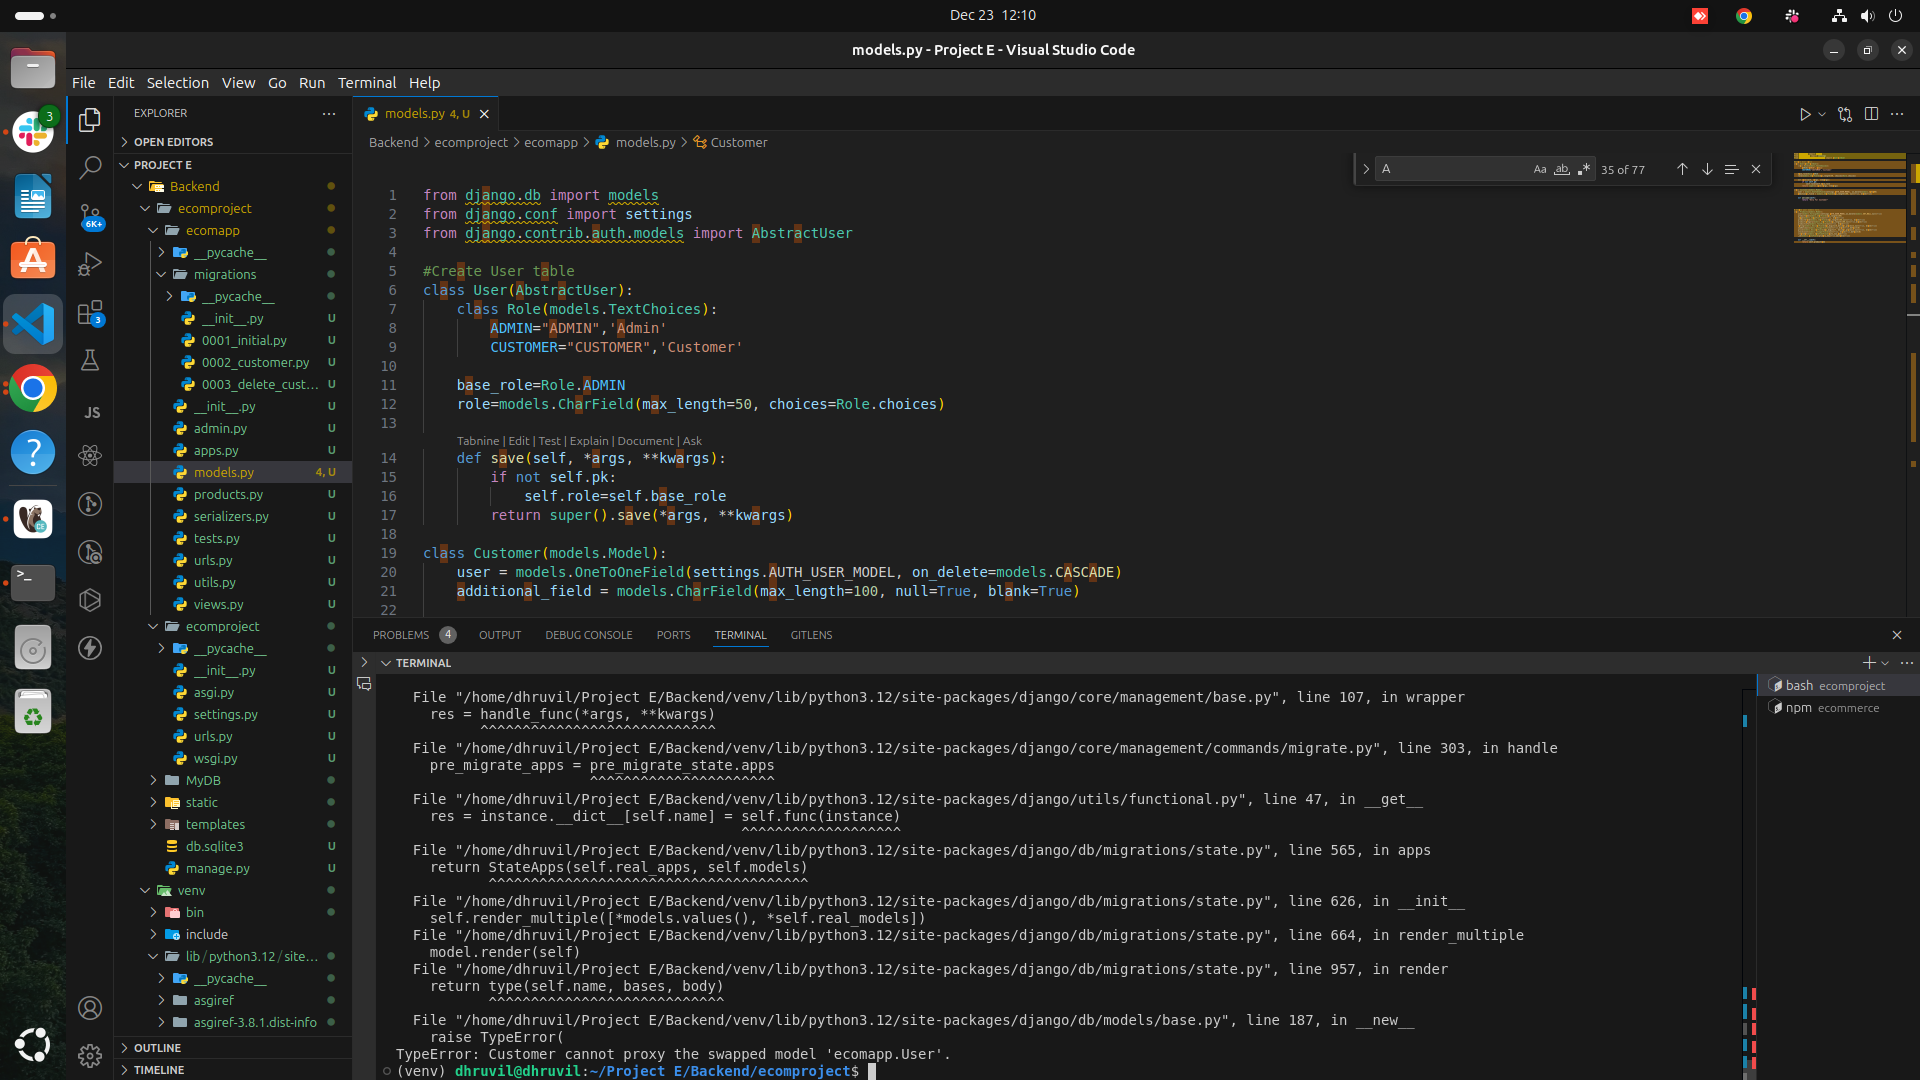 Dec 23 12:10
models.py - Project E - Visual Studio Code
File Edit Selection View Go Run Terminal Help
3
EXPLORER
OPEN EDITORS
PROJECT E
Backend
ecomproject
ecomapp
__pycache__
migrations
__pycache__
__init__.py U
0001_initial.py U
0002_customer.py U
0003_delete_cust... U
__init__.py U
admin.py U
apps.py U
models.py 4, U
products.py U
serializers.py U
tests.py U
urls.py U
utils.py U
views.py U
ecomproject
__pycache__
__init__.py U
asgi.py U
settings.py U
urls.py U
wsgi.py U
MyDB
static
templates
db.sqlite3 U
manage.py U
venv
bin
include
lib / python3.12 / site...
__pycache__
asgiref
asgiref-3.8.1.dist-info
OUTLINE
TIMELINE
6K+
3
JS
models.py 4, U
Backend > ecomproject > ecomapp > models.py > Customer
A Aa ab .* 35 of 77
1 from django.db import models
2 from django.conf import settings
3 from django.contrib.auth.models import AbstractUser
4
5 #Create User table
6 class User(AbstractUser):
7 class Role(models.TextChoices):
8 ADMIN="ADMIN",'Admin'
9 CUSTOMER="CUSTOMER",'Customer'
10
11 base_role=Role.ADMIN
12 role=models.CharField(max_length=50, choices=Role.choices)
13
Tabnine | Edit | Test | Explain | Document | Ask
14 def save(self, *args, **kwargs):
15 if not self.pk:
16 self.role=self.base_role
17 return super().save(*args, **kwargs)
18
19 class Customer(models.Model):
20 user = models.OneToOneField(settings.AUTH_USER_MODEL, on_delete=models.CASCADE)
21 additional_field = models.CharField(max_length=100, null=True, blank=True)
22
PROBLEMS 4 OUTPUT DEBUG CONSOLE PORTS TERMINAL GITLENS
TERMINAL
File "/home/dhruvil/Project E/Backend/venv/lib/python3.12/site-packages/django/core/management/base.py", line 107, in wrapper
res = handle_func(*args, **kwargs)
^^^^^^^^^^^^^^^^^^^^^^^^^^^^
File "/home/dhruvil/Project E/Backend/venv/lib/python3.12/site-packages/django/core/management/commands/migrate.py", line 303, in handle
pre_migrate_apps = pre_migrate_state.apps
^^^^^^^^^^^^^^^^^^^^^^
File "/home/dhruvil/Project E/Backend/venv/lib/python3.12/site-packages/django/utils/functional.py", line 47, in __get__
res = instance.__dict__[self.name] = self.func(instance)
^^^^^^^^^^^^^^^^^^^
File "/home/dhruvil/Project E/Backend/venv/lib/python3.12/site-packages/django/db/migrations/state.py", line 565, in apps
return StateApps(self.real_apps, self.models)
^^^^^^^^^^^^^^^^^^^^^^^^^^^^^^^^^^^^^^
File "/home/dhruvil/Project E/Backend/venv/lib/python3.12/site-packages/django/db/migrations/state.py", line 626, in __init__
self.render_multiple([*models.values(), *self.real_models])
File "/home/dhruvil/Project E/Backend/venv/lib/python3.12/site-packages/django/db/migrations/state.py", line 664, in render_multiple
model.render(self)
File "/home/dhruvil/Project E/Backend/venv/lib/python3.12/site-packages/django/db/migrations/state.py", line 957, in render
return type(self.name, bases, body)
^^^^^^^^^^^^^^^^^^^^^^^^^^^^
File "/home/dhruvil/Project E/Backend/venv/lib/python3.12/site-packages/django/db/models/base.py", line 187, in __new__
raise TypeError(
TypeError: Customer cannot proxy the swapped model 'ecomapp.User'.
(venv) dhruvil@dhruvil:~/Project E/Backend/ecomproject$
bash ecomproject
npm ecommerce